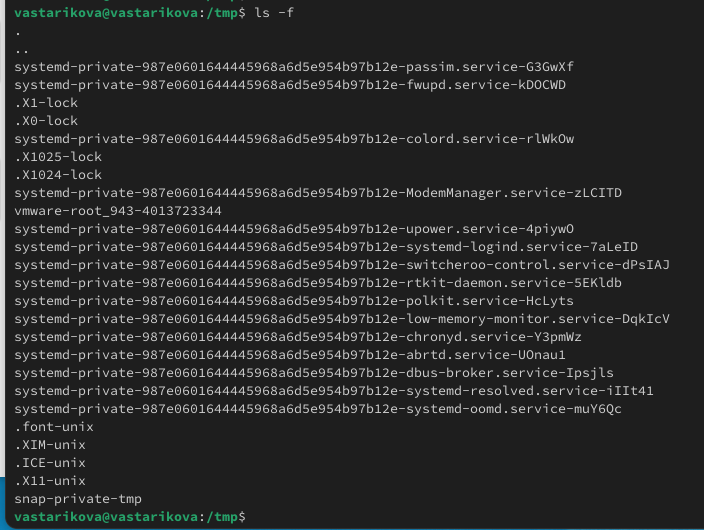 vastarikova@vastarikova:/tmp$ ls -f
.
..
systemd-private-987e0601644445968a6d5e954b97b12e-passim.service-G3GwXf
systemd-private-987e0601644445968a6d5e954b97b12e-fwupd.service-kDOCWD
.X1-lock
.X0-lock
systemd-private-987e0601644445968a6d5e954b97b12e-colord.service-rlWkOw
.X1025-lock
.X1024-lock
systemd-private-987e0601644445968a6d5e954b97b12e-ModemManager.service-zLCITD
vmware-root_943-4013723344
systemd-private-987e0601644445968a6d5e954b97b12e-upower.service-4piywO
systemd-private-987e0601644445968a6d5e954b97b12e-systemd-logind.service-7aLeID
systemd-private-987e0601644445968a6d5e954b97b12e-switcheroo-control.service-dPsIAJ
systemd-private-987e0601644445968a6d5e954b97b12e-rtkit-daemon.service-5EKldb
systemd-private-987e0601644445968a6d5e954b97b12e-polkit.service-HcLyts
systemd-private-987e0601644445968a6d5e954b97b12e-low-memory-monitor.service-DqkIcV
systemd-private-987e0601644445968a6d5e954b97b12e-chronyd.service-Y3pmWz
systemd-private-987e0601644445968a6d5e954b97b12e-abrtd.service-UOnau1
systemd-private-987e0601644445968a6d5e954b97b12e-dbus-broker.service-Ipsjls
systemd-private-987e0601644445968a6d5e954b97b12e-systemd-resolved.service-iIIt41
systemd-private-987e0601644445968a6d5e954b97b12e-systemd-oomd.service-muY6Qc
.font-unix
.XIM-unix
.ICE-unix
.X11-unix
snap-private-tmp
vastarikova@vastarikova:/tmp$